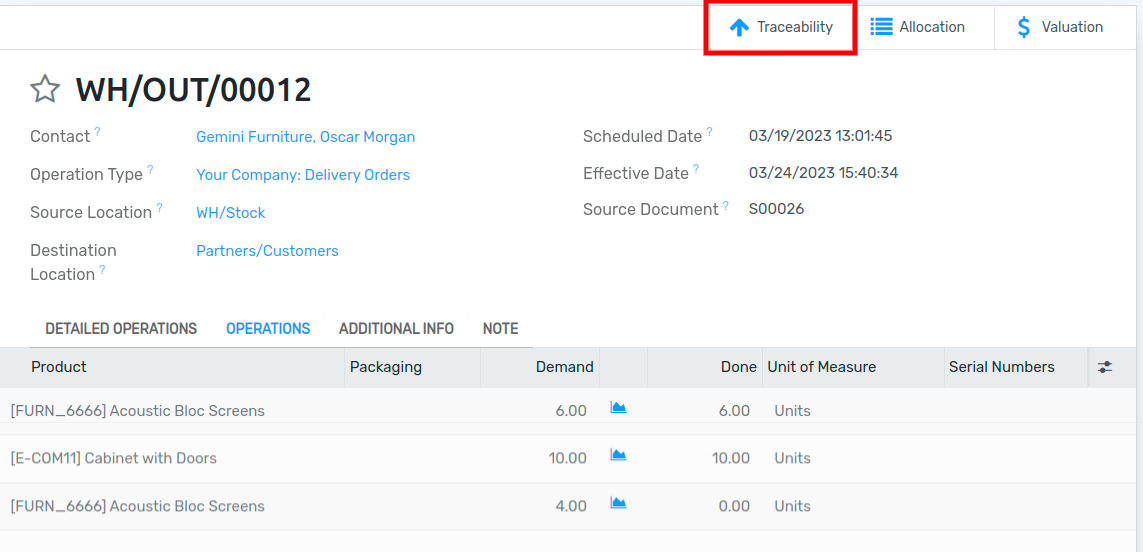 Traceability Allocation Valuation
WH/OUT/00012
Contact ? Gemini Furniture, Oscar Morgan
Scheduled Date ? 03/19/2023 13:01:45
Operation Type ? Your Company: Delivery Orders
Effective Date ? 03/24/2023 15:40:34
Source Location ? WH/Stock
Source Document ? S00026
Destination
Location ? Partners/Customers
DETAILED OPERATIONS OPERATIONS ADDITIONAL INFO NOTE
Product Packaging Demand Done Unit of Measure Serial Numbers
[FURN_6666] Acoustic Bloc Screens 6.00 6.00 Units
[E-COM11] Cabinet with Doors 10.00 10.00 Units
[FURN_6666] Acoustic Bloc Screens 4.00 0.00 Units